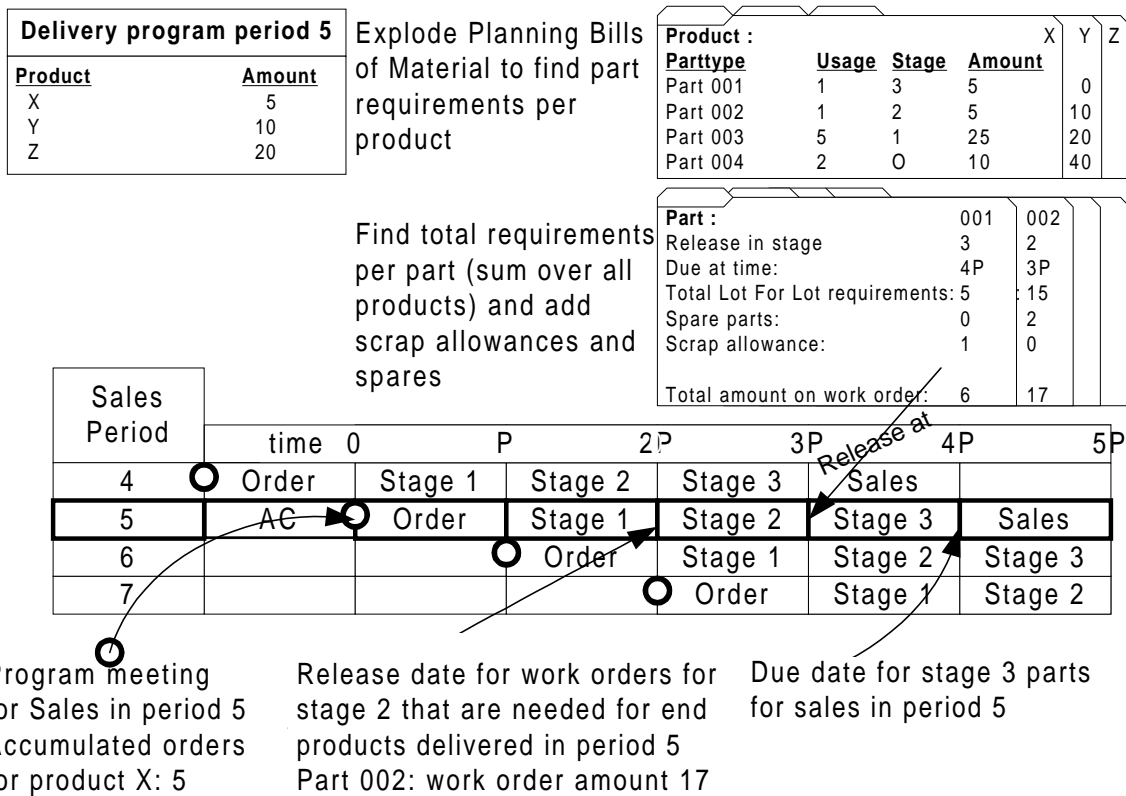 Delivery program period 5
Product Amount
X 5
Y 10
Z 20
Explode Planning Bills
of Material to find part
requirements per
product
Product : X Y Z
Parttype Usage Stage Amount
Part 001 1 3 5 0
Part 002 1 2 5 10
Part 003 5 1 25 20
Part 004 2 O 10 40
Find total requirements
per part (sum over all
products) and add
scrap allowances and
spares
Part : 001 002
Release in stage 3 2
Due at time: 4P 3P
Total Lot For Lot requirements: 5 : 15
Spare parts: 0 2
Scrap allowance: 1 0
Total amount on work order: 6 17
Release at
Sales
Period
time 0 P 2P 3P 4P 5P
4 Order Stage 1 Stage 2 Stage 3 Sales
5 AC Order Stage 1 Stage 2 Stage 3 Sales
6 Order Stage 1 Stage 2 Stage 3
7 Order Stage 1 Stage 2
Program meeting
or Sales in period 5
Accumulated orders
or product X: 5
Release date for work orders for
stage 2 that are needed for end
products delivered in period 5
Part 002: work order amount 17
Due date for stage 3 parts
for sales in period 5